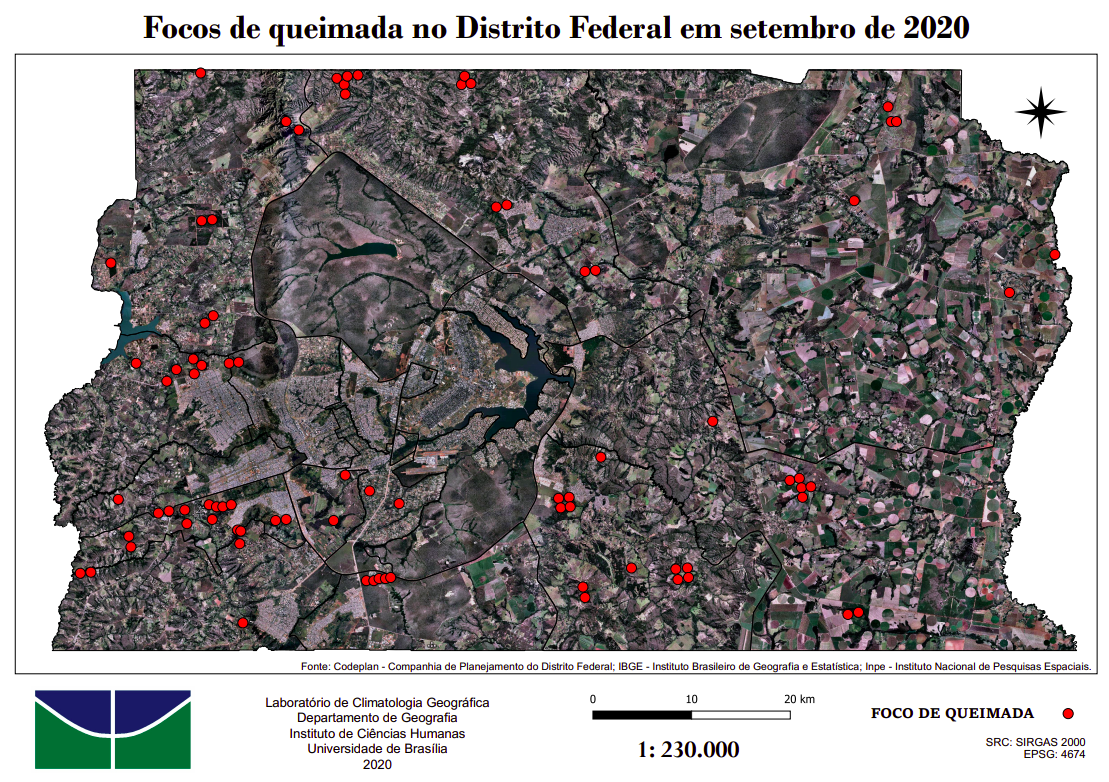 Focos de queimada no Distrito Federal em setembro de 2020
Fonte: Codeplan - Companhia de Planejamento do Distrito Federal; IBGE - Instituto Brasileiro de Geografia e Estatística; Inpe - Instituto Nacional de Pesquisas Espaciais.
Laboratório de Climatologia Geográfica
Departamento de Geografia
Instituto de Ciências Humanas
Universidade de Brasília
2020
0 10 20 km
1: 230.000
FOCO DE QUEIMADA
SRC: SIRGAS 2000
EPSG: 4674